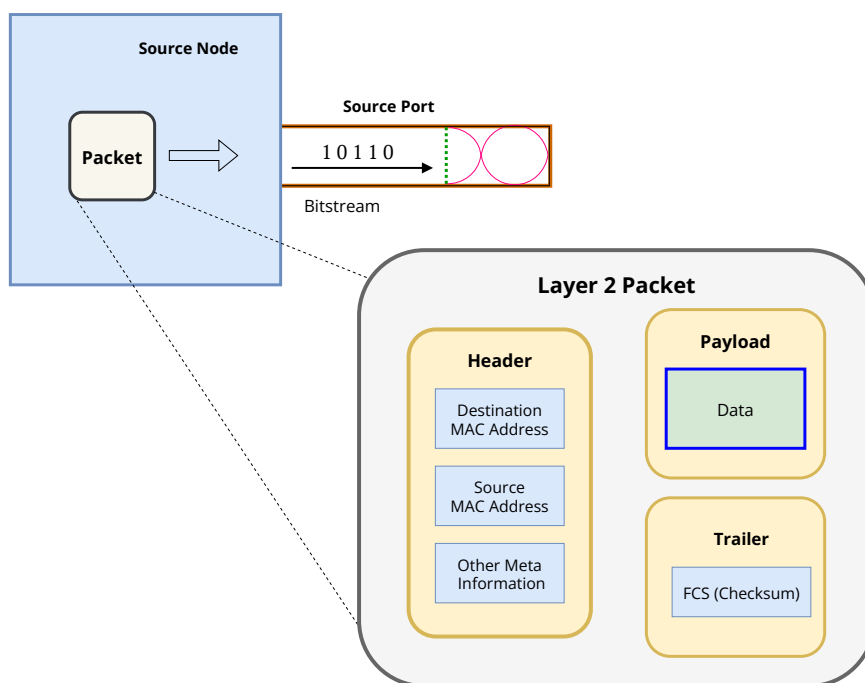 Source Node
Source Port
Packet
1 0 1 1 0
Bitstream
Layer 2 Packet
Header
Destination
MAC Address
Source
MAC Address
Other Meta
Information
Payload
Data
Trailer
FCS (Checksum)